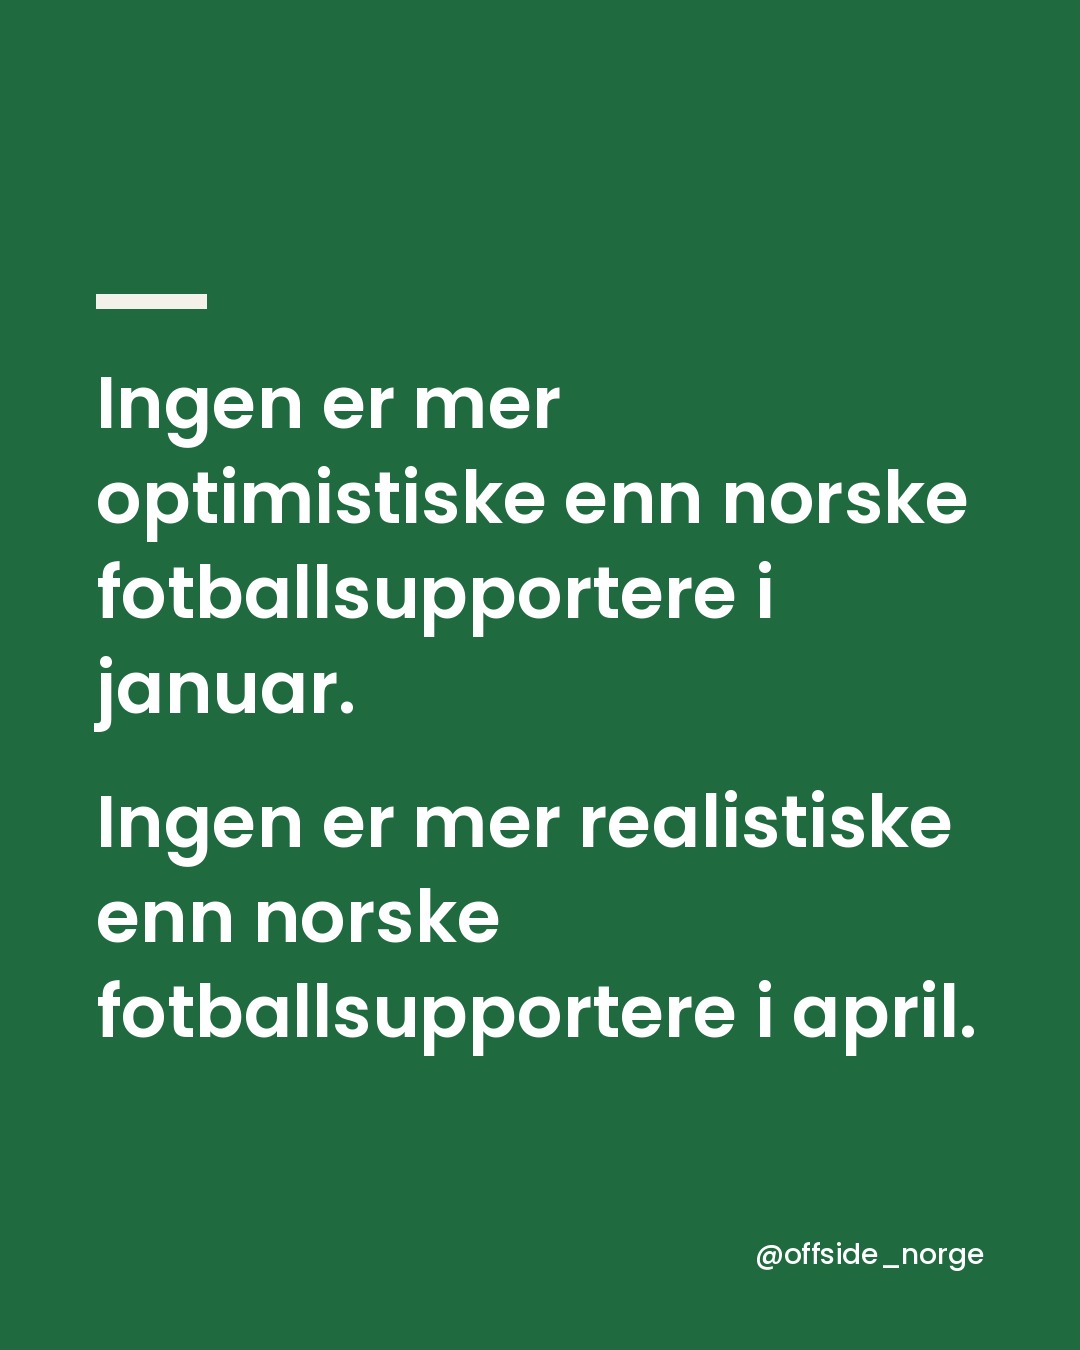 Ingen er mer
optimistiske enn norske
fotballsupportere i
januar.
Ingen er mer realistiske
enn norske
fotballsupportere i april.
@offside_norge